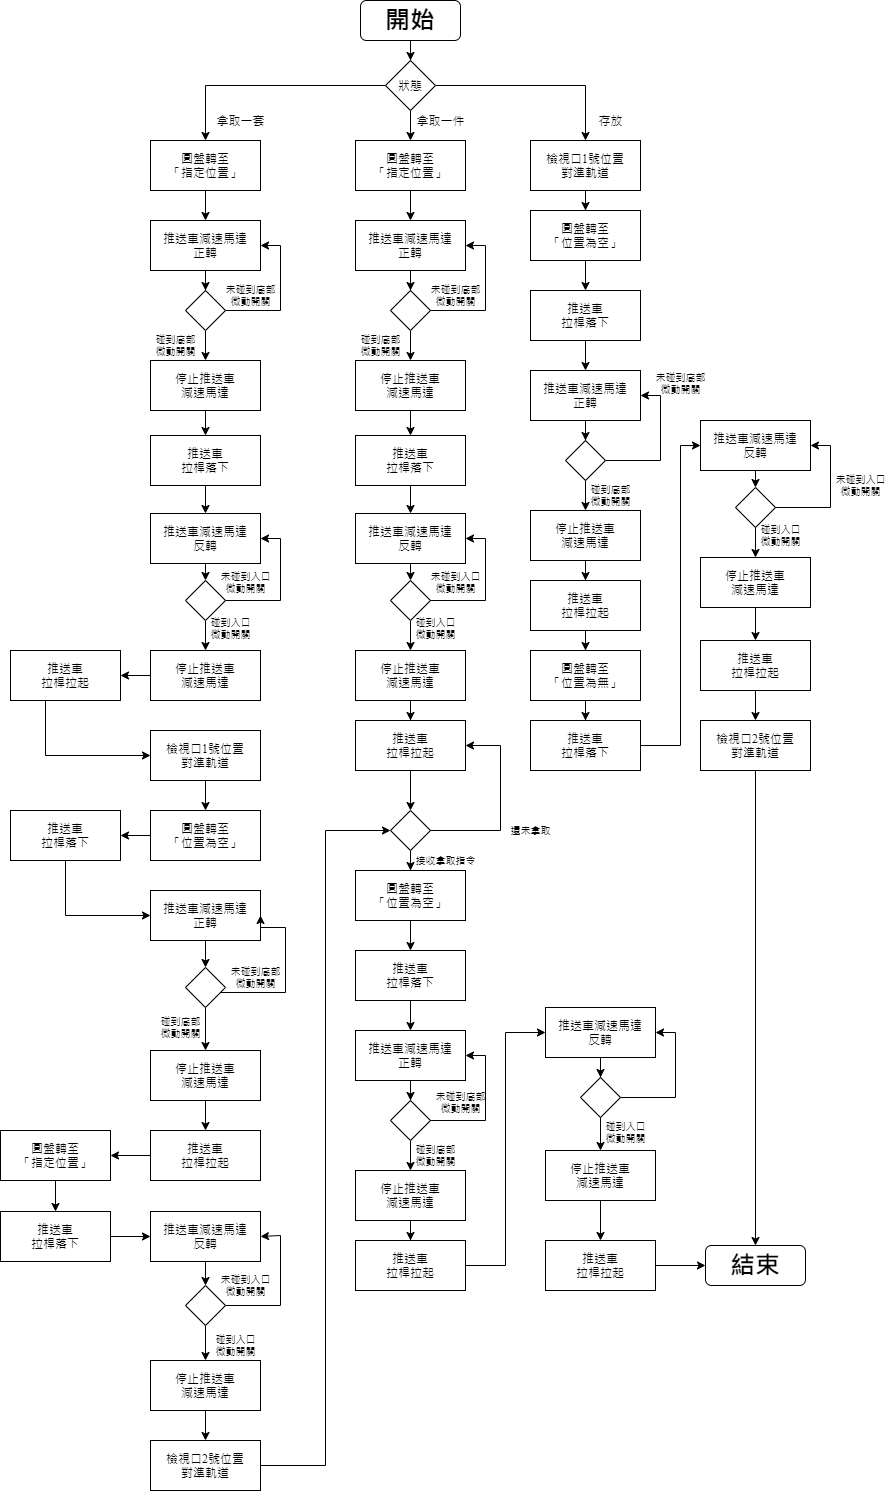 開始
狀態
拿取一套
拿取一件
存放
圓盤轉至
「指定位置」
推送車減速馬達
正轉
未碰到底部
微動開關
碰到底部
微動開關
停止推送車
減速馬達
推送車
拉桿落下
推送車減速馬達
反轉
未碰到入口
微動開關
碰到入口
微動開關
停止推送車
減速馬達
推送車
拉桿拉起
檢視口1號位置
對準軌道
圓盤轉至
「位置為空」
推送車
拉桿落下
推送車減速馬達
正轉
未碰到底部
微動開關
碰到底部
微動開關
停止推送車
減速馬達
推送車
拉桿拉起
圓盤轉至
「指定位置」
推送車
拉桿落下
推送車減速馬達
反轉
未碰到入口
微動開關
碰到入口
微動開關
停止推送車
減速馬達
檢視口2號位置
對準軌道
圓盤轉至
「指定位置」
推送車減速馬達
正轉
未碰到底部
微動開關
碰到底部
微動開關
停止推送車
減速馬達
推送車
拉桿落下
推送車減速馬達
反轉
未碰到入口
微動開關
碰到入口
微動開關
停止推送車
減速馬達
推送車
拉桿拉起
還未拿取
接收拿取指令
圓盤轉至
「位置為空」
推送車
拉桿落下
推送車減速馬達
正轉
未碰到底部
微動開關
碰到底部
微動開關
停止推送車
減速馬達
推送車
拉桿拉起
推送車減速馬達
反轉
碰到入口
微動開關
停止推送車
減速馬達
推送車
拉桿拉起
檢視口1號位置
對準軌道
圓盤轉至
「位置為空」
推送車
拉桿落下
推送車減速馬達
正轉
未碰到底部
微動開關
碰到底部
微動開關
停止推送車
減速馬達
推送車
拉桿拉起
圓盤轉至
「位置為無」
推送車
拉桿落下
推送車減速馬達
反轉
未碰到入口
微動開關
碰到入口
微動開關
停止推送車
減速馬達
推送車
拉桿拉起
檢視口2號位置
對準軌道
結束